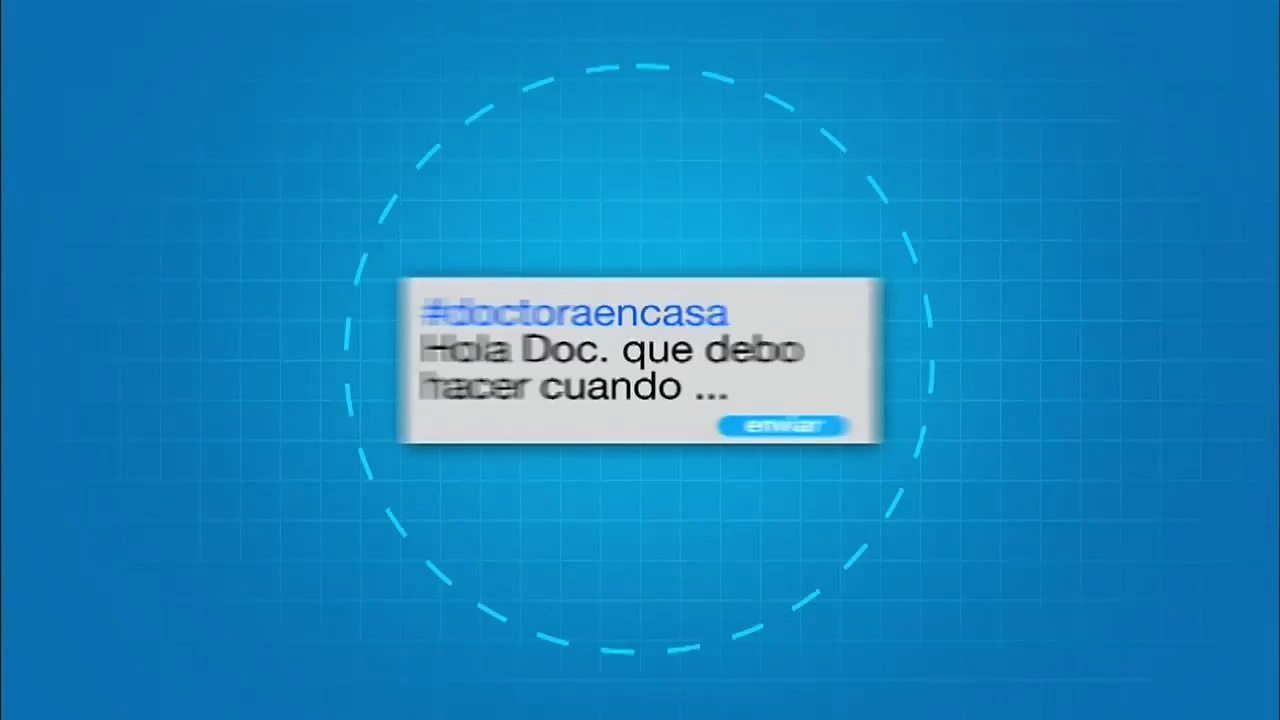 #doctoraencasa
Hola Doc. que debo
hacer cuando ...
enviar